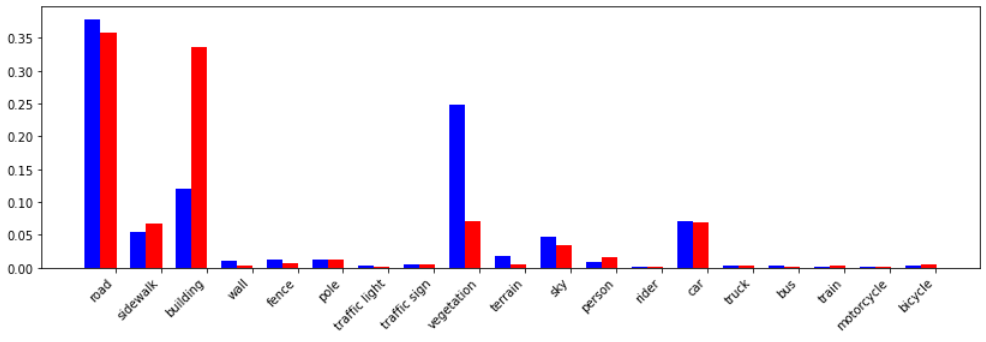 0.35
0.30
0.25
0.20
0.15
0.10
0.05
0.00
road
sidewalk
building
wall
fence
pole
traffic light
traffic sign
vegetation
terrain
sky
person
rider
car
truck
bus
train
motorcycle
bicycle